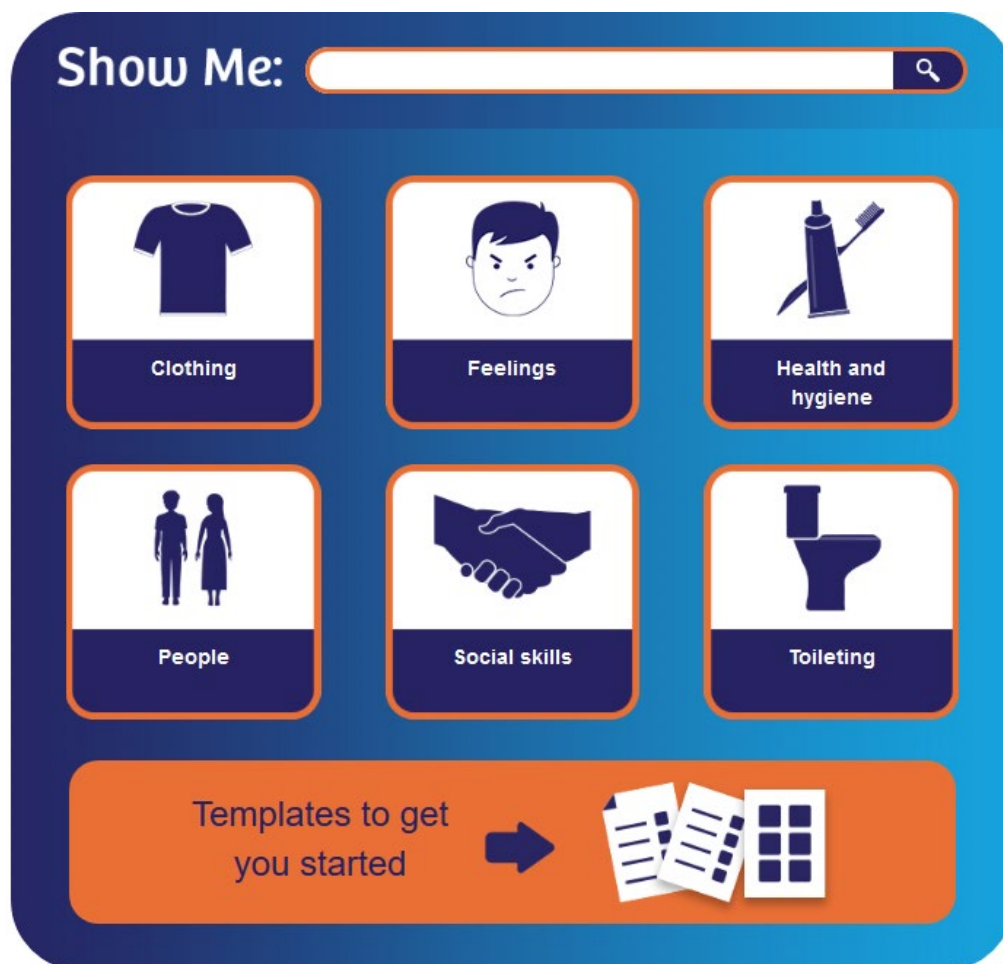 Show Me:
Clothing
Feelings
Health and
hygiene
People
Social skills
Toileting
Templates to get
you started